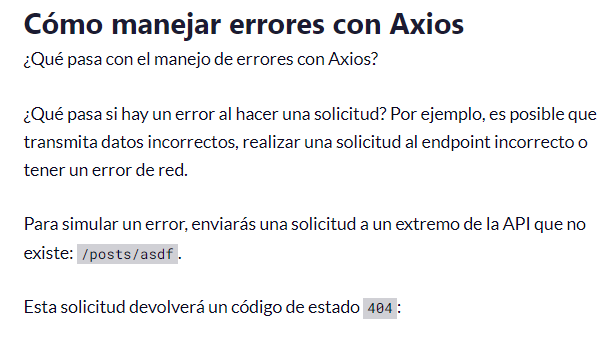 Cómo manejar errores con Axios
¿Qué pasa con el manejo de errores con Axios?
¿Qué pasa si hay un error al hacer una solicitud? Por ejemplo, es posible que
transmita datos incorrectos, realizar una solicitud al endpoint incorrecto o
tener un error de red.
Para simular un error, enviarás una solicitud a un extremo de la API que no
existe: /posts/asdf.
Esta solicitud devolverá un código de estado 404: